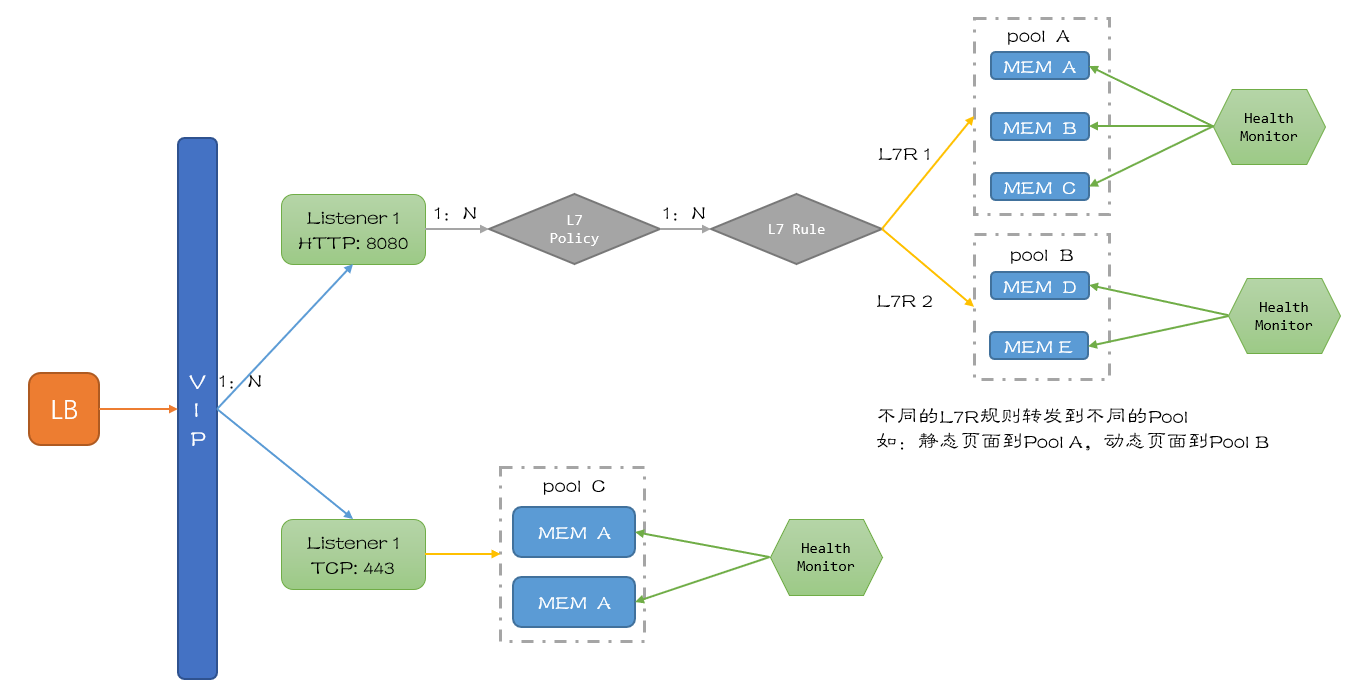 LB
V
I
P
1：N
Listener 1
HTTP: 8080
1：N
L7
Policy
1：N
L7 Rule
L7R 1
L7R 2
pool A
MEM A
MEM B
MEM C
Health
Monitor
pool B
MEM D
MEM E
Health
Monitor
不同的L7R规则转发到不同的Pool
如：静态页面到Pool A，动态页面到Pool B
Listener 1
TCP: 443
pool C
MEM A
MEM A
Health
Monitor